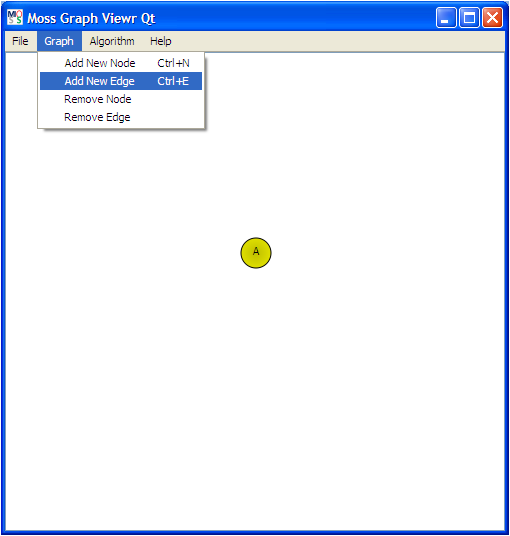 MOSS
Moss Graph Viewr Qt
File Graph Algorithm Help
Add New Node Ctrl+N
Add New Edge Ctrl+E
Remove Node
Remove Edge
A